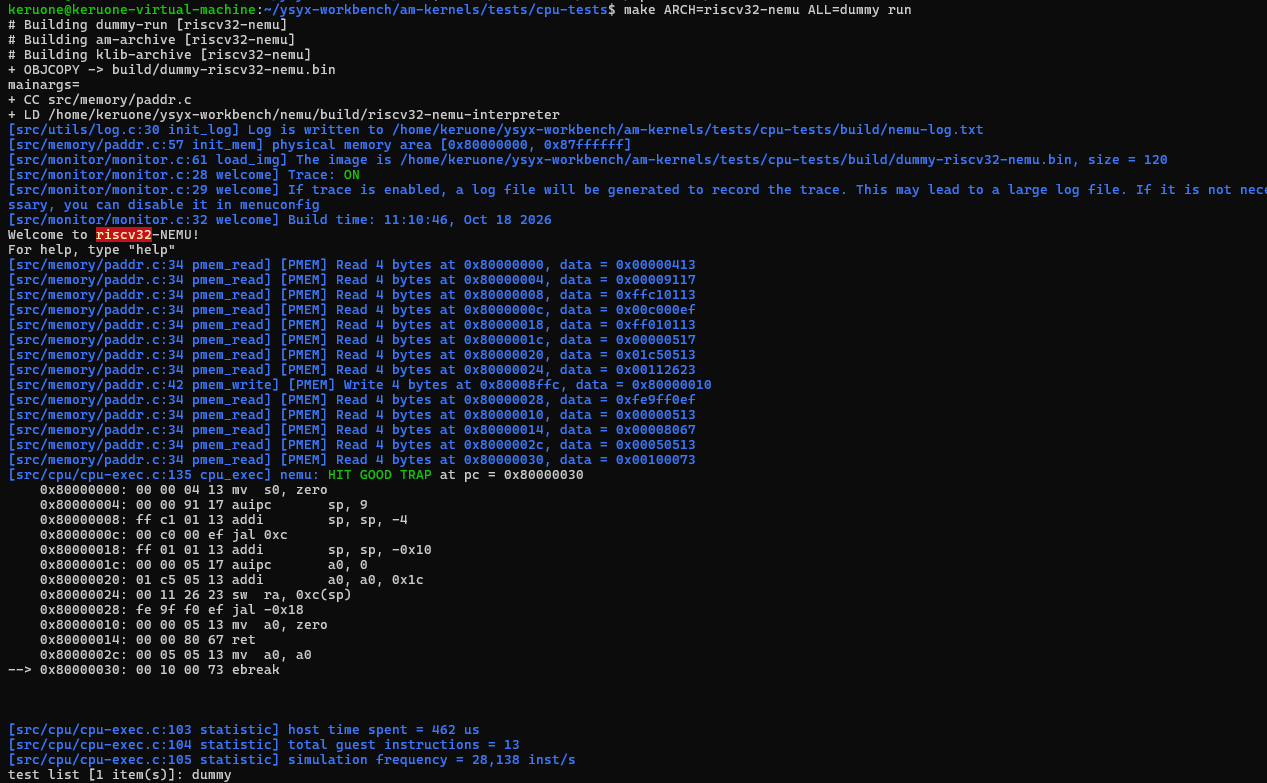 keruone@keruone-virtual-machine:~/ysyx-workbench/am-kernels/tests/cpu-tests$ make ARCH=riscv32-nemu ALL=dummy run
# Building dummy-run [riscv32-nemu]
# Building am-archive [riscv32-nemu]
# Building klib-archive [riscv32-nemu]
+ OBJCOPY -> build/dummy-riscv32-nemu.bin
mainargs=
+ CC src/memory/paddr.c
+ LD /home/keruone/ysyx-workbench/nemu/build/riscv32-nemu-interpreter
[src/utils/log.c:30 init_log] Log is written to /home/keruone/ysyx-workbench/am-kernels/tests/cpu-tests/build/nemu-log.txt
[src/memory/paddr.c:57 init_mem] physical memory area [0x80000000, 0x87ffffff]
[src/monitor/monitor.c:61 load_img] The image is /home/keruone/ysyx-workbench/am-kernels/tests/cpu-tests/build/dummy-riscv32-nemu.bin, size = 120
[src/monitor/monitor.c:28 welcome] Trace: ON
[src/monitor/monitor.c:29 welcome] If trace is enabled, a log file will be generated to record the trace. This may lead to a large log file. If it is not nece
ssary, you can disable it in menuconfig
[src/monitor/monitor.c:32 welcome] Build time: 11:10:46, Oct 18 2026
Welcome to riscv32-NEMU!
For help, type "help"
[src/memory/paddr.c:34 pmem_read] [PMEM] Read 4 bytes at 0x80000000, data = 0x00000413
[src/memory/paddr.c:34 pmem_read] [PMEM] Read 4 bytes at 0x80000004, data = 0x00009117
[src/memory/paddr.c:34 pmem_read] [PMEM] Read 4 bytes at 0x80000008, data = 0xffc10113
[src/memory/paddr.c:34 pmem_read] [PMEM] Read 4 bytes at 0x8000000c, data = 0x00c000ef
[src/memory/paddr.c:34 pmem_read] [PMEM] Read 4 bytes at 0x80000018, data = 0xff010113
[src/memory/paddr.c:34 pmem_read] [PMEM] Read 4 bytes at 0x8000001c, data = 0x00000517
[src/memory/paddr.c:34 pmem_read] [PMEM] Read 4 bytes at 0x80000020, data = 0x01c50513
[src/memory/paddr.c:34 pmem_read] [PMEM] Read 4 bytes at 0x80000024, data = 0x00112623
[src/memory/paddr.c:42 pmem_write] [PMEM] Write 4 bytes at 0x80008ffc, data = 0x80000010
[src/memory/paddr.c:34 pmem_read] [PMEM] Read 4 bytes at 0x80000028, data = 0xfe9ff0ef
[src/memory/paddr.c:34 pmem_read] [PMEM] Read 4 bytes at 0x80000010, data = 0x00000513
[src/memory/paddr.c:34 pmem_read] [PMEM] Read 4 bytes at 0x80000014, data = 0x00008067
[src/memory/paddr.c:34 pmem_read] [PMEM] Read 4 bytes at 0x8000002c, data = 0x00050513
[src/memory/paddr.c:34 pmem_read] [PMEM] Read 4 bytes at 0x80000030, data = 0x00100073
[src/cpu/cpu-exec.c:135 cpu_exec] nemu: HIT GOOD TRAP at pc = 0x80000030
0x80000000: 00 00 04 13 mv s0, zero
0x80000004: 00 00 91 17 auipc sp, 9
0x80000008: ff c1 01 13 addi sp, sp, -4
0x8000000c: 00 c0 00 ef jal 0xc
0x80000018: ff 01 01 13 addi sp, sp, -0x10
0x8000001c: 00 00 05 17 auipc a0, 0
0x80000020: 01 c5 05 13 addi a0, a0, 0x1c
0x80000024: 00 11 26 23 sw ra, 0xc(sp)
0x80000028: fe 9f f0 ef jal -0x18
0x80000010: 00 00 05 13 mv a0, zero
0x80000014: 00 00 80 67 ret
0x8000002c: 00 05 05 13 mv a0, a0
--> 0x80000030: 00 10 00 73 ebreak
[src/cpu/cpu-exec.c:103 statistic] host time spent = 462 us
[src/cpu/cpu-exec.c:104 statistic] total guest instructions = 13
[src/cpu/cpu-exec.c:105 statistic] simulation frequency = 28,138 inst/s
test list [1 item(s)]: dummy